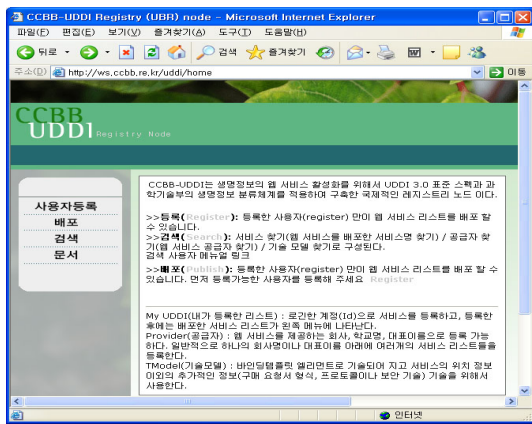 CCBB-UDDI Registry (UBR) node - Microsoft Internet Explorer
파일(F) 편집(E) 보기(V) 즐겨찾기(A) 도구(T) 도움말(H)
뒤로 검색 즐겨찾기
주소(D) http://ws.ccbb.re.kr/uddi/home 이동
CCBB
UDDI Registry Node
사용자등록
배포
검색
문서
CCBB-UDDI는 생명정보의 웹 서비스 활성화를 위해서 UDDI 3.0 표준 스펙과 과
학기술부의 생명정보 분류체계를 적용하여 구축한 국제적인 레지스트리 노드 이다.
>>등록(Register): 등록한 사용자(register) 만이 웹 서비스 리스트를 배포 할
수 있습니다.
>>검색(Search): 서비스 찾기(웹 서비스를 배포한 서비스명 찾기) / 공급자 찾
기(웹 서비스 공급자 찾기) / 기술 모델 찾기로 구성된다.
검색 사용자 메뉴얼 링크
>>배포(Publish): 등록한 사용자(register) 만이 웹 서비스 리스트를 배포 할 수
있습니다. 먼저 등록가능한 사용자를 등록해 주세요 Register
My UDDI(내가 등록한 리스트) : 로긴한 계정(Id)으로 서비스를 등록하고, 등록한
후에는 배포한 서비스 리스트가 왼쪽 메뉴에 나타난다.
Provider(공급자) : 웹 서비스를 제공하는 회사, 학교명, 대표이름으로 등록 가능
하다. 일반적으로 하나의 회사명이나 대표이름 아래에 여러개의 서비스 리스트들을
등록한다.
TModel(기술모델) : 바인딩템플릿 엘리먼트로 기술되어 지고 서비스의 위치 정보
이외의 추가적인 정보(구매 요청서 형식, 프로토콜이나 보안 기술) 기술을 위해서
사용한다.
인터넷